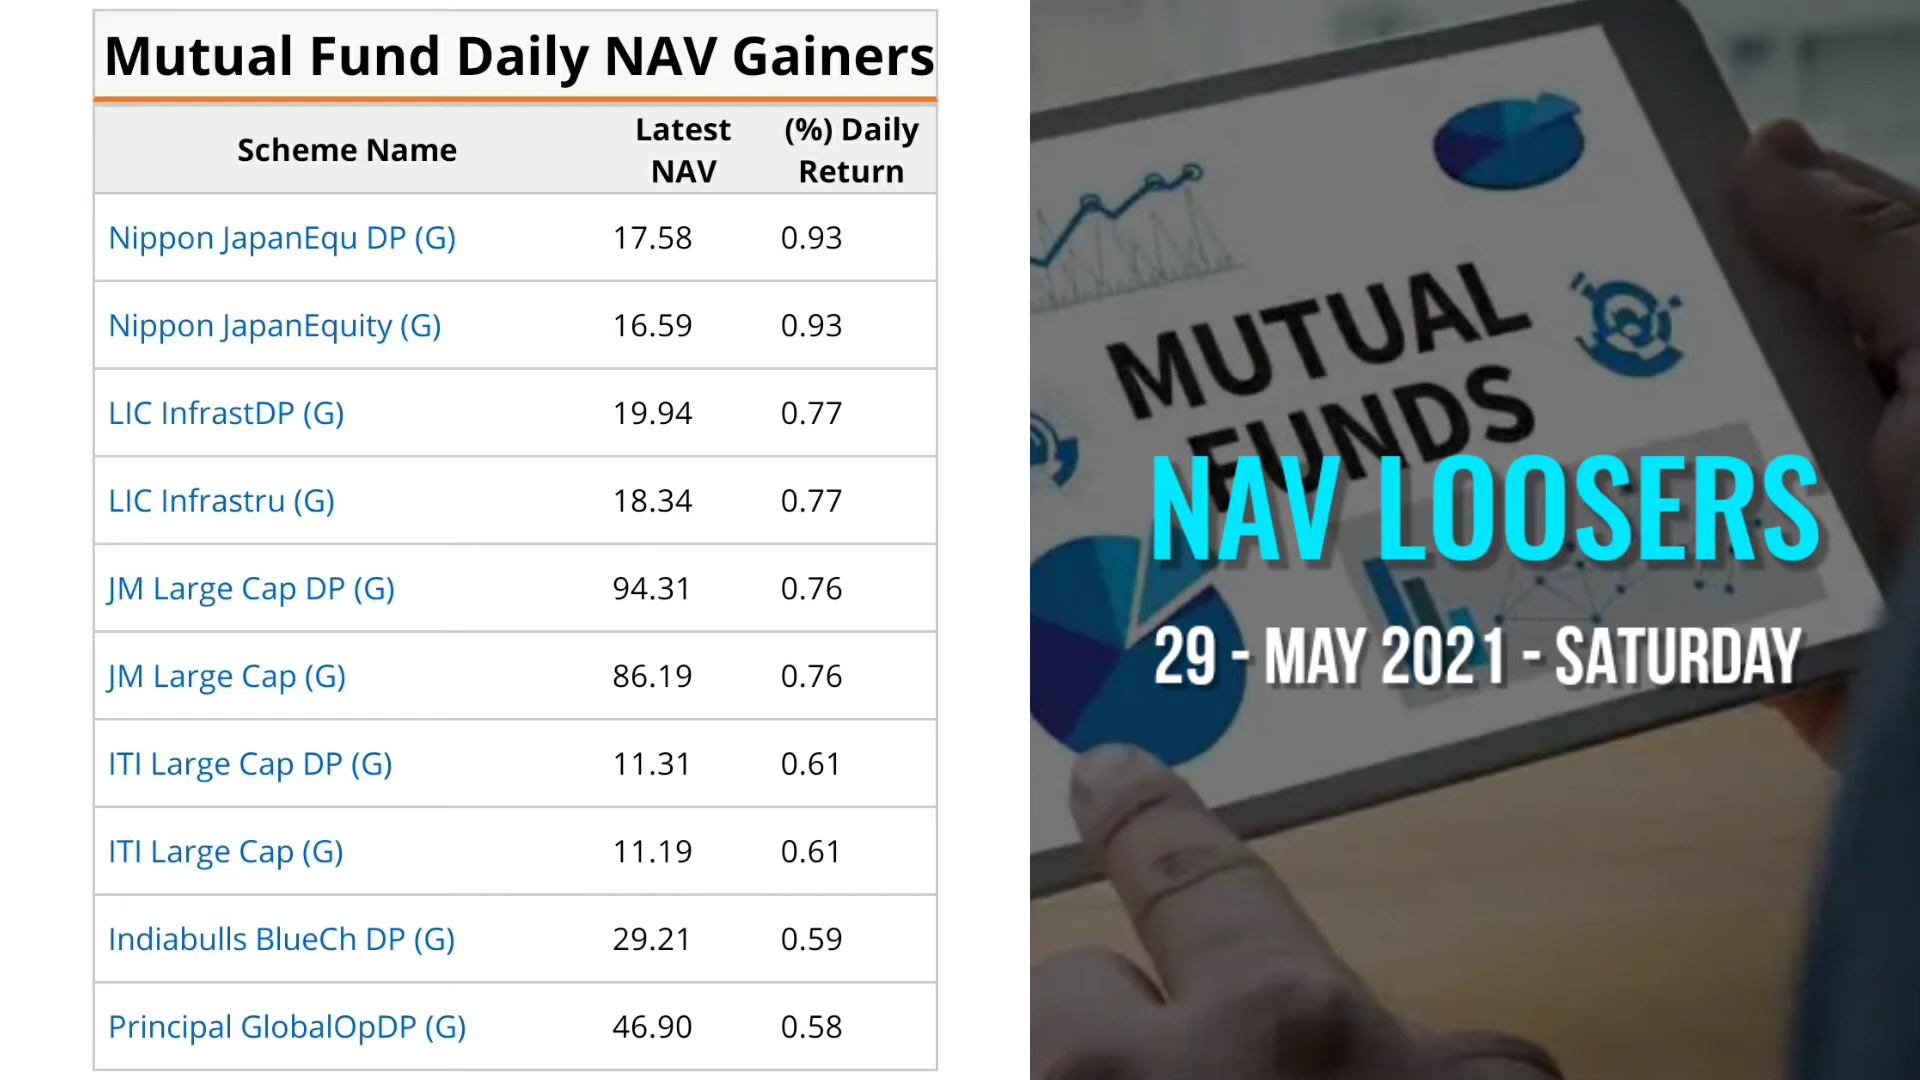 Mutual Fund Daily NAV Gainers
Scheme Name Latest NAV (%) Daily Return
Nippon JapanEqu DP (G) 17.58 0.93
Nippon JapanEquity (G) 16.59 0.93
LIC InfrastDP (G) 19.94 0.77
LIC Infrastru (G) 18.34 0.77
JM Large Cap DP (G) 94.31 0.76
JM Large Cap (G) 86.19 0.76
ITI Large Cap DP (G) 11.31 0.61
ITI Large Cap (G) 11.19 0.61
Indiabulls BlueCh DP (G) 29.21 0.59
Principal GlobalOpDP (G) 46.90 0.58
MUTUAL
FUNDS
NAV LOOSERS
29 - MAY 2021 - SATURDAY